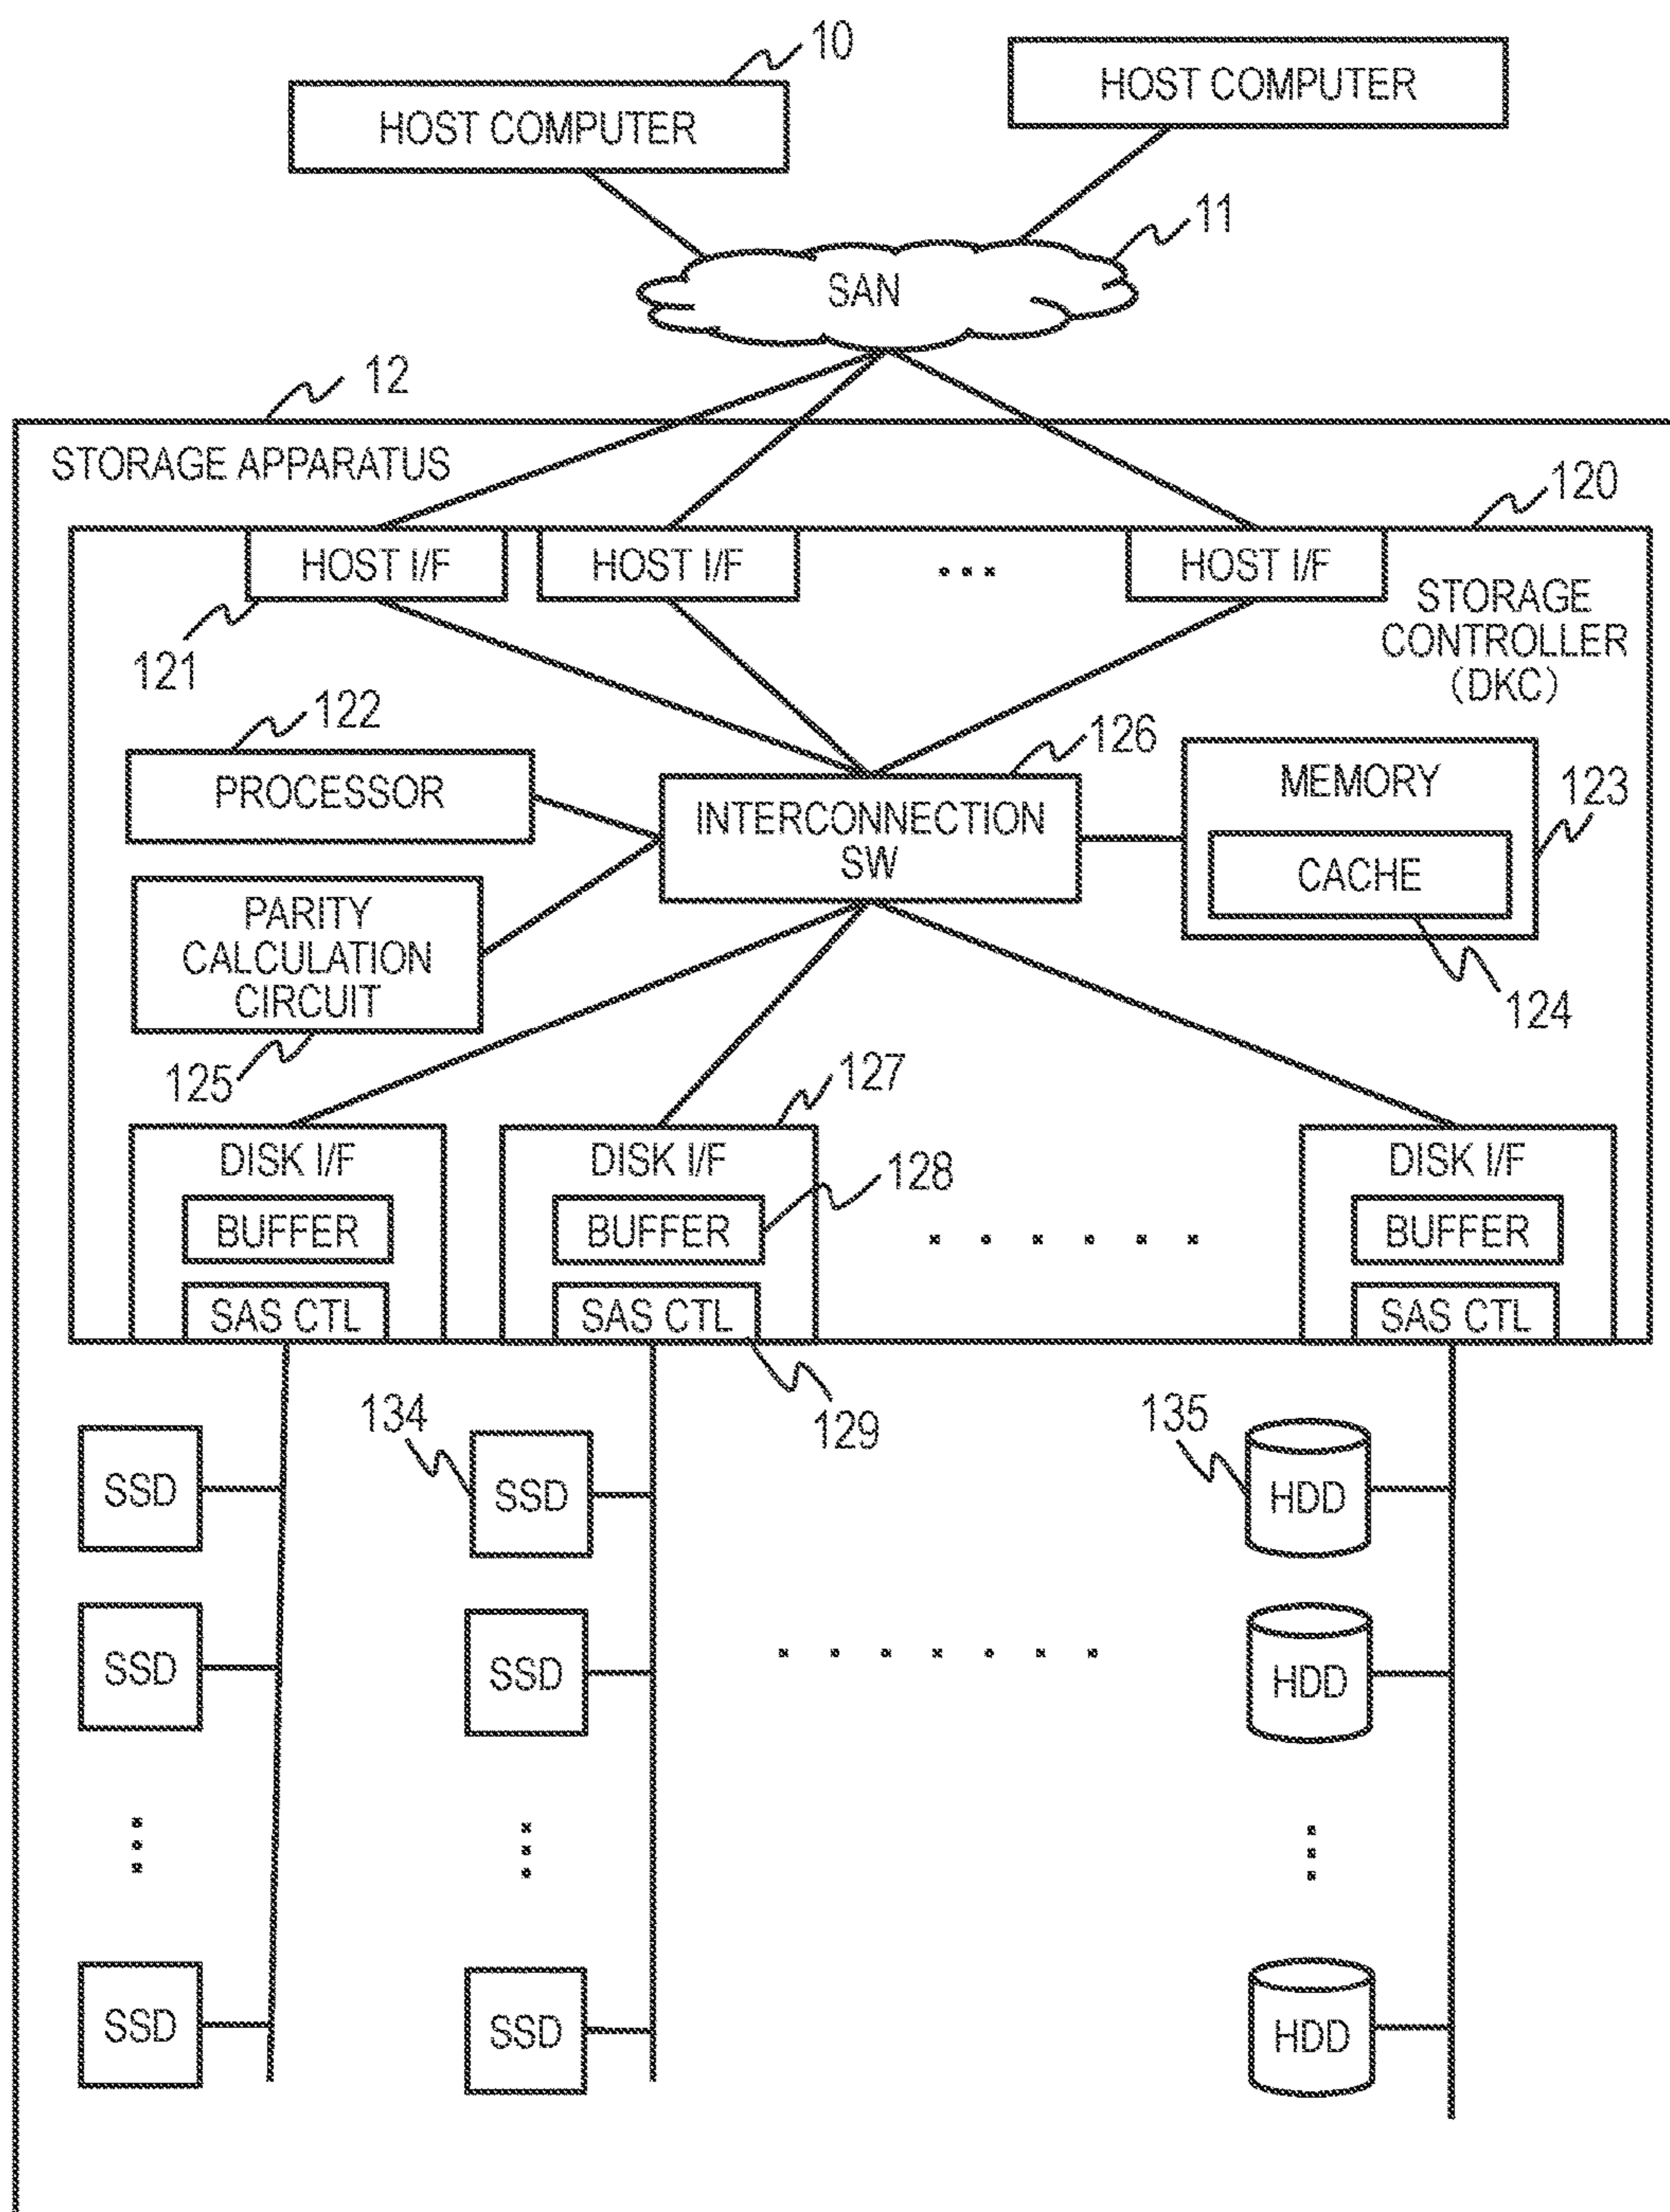 10
HOST COMPUTER
HOST COMPUTER
11
SAN
12
STORAGE APPARATUS
120
HOST I/F
HOST I/F
...
HOST I/F
STORAGE
CONTROLLER
(DKC)
121
122
PROCESSOR
126
INTERCONNECTION
SW
MEMORY
123
CACHE
124
PARITY
CALCULATION
CIRCUIT
125
127
DISK I/F
DISK I/F
DISK I/F
128
BUFFER
BUFFER
......
BUFFER
SAS CTL
SAS CTL
SAS CTL
129
134
135
SSD
SSD
HDD
SSD
SSD
.......
HDD
...
...
...
SSD
SSD
HDD